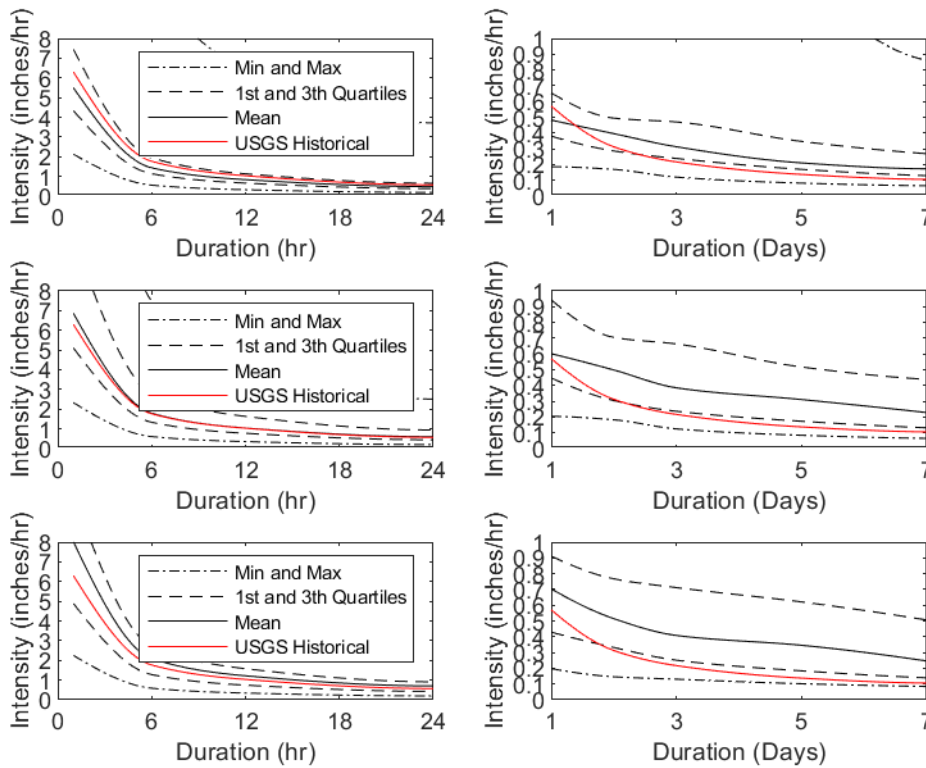 Intensity (inches/hr)
8
7
6
5
4
3
2
1
0
Min and Max
1st and 3th Quartiles
Mean
USGS Historical
0 6 12 18 24
Duration (hr)
Intensity (inches/hr)
1
0.9
0.8
0.7
0.6
0.5
0.4
0.3
0.2
0.1
0
1 3 5 7
Duration (Days)
Intensity (inches/hr)
8
7
6
5
4
3
2
1
0
Min and Max
1st and 3th Quartiles
Mean
USGS Historical
0 6 12 18 24
Duration (hr)
Intensity (inches/hr)
1
0.9
0.8
0.7
0.6
0.5
0.4
0.3
0.2
0.1
0
1 3 5 7
Duration (Days)
Intensity (inches/hr)
8
7
6
5
4
3
2
1
0
Min and Max
1st and 3th Quartiles
Mean
USGS Historical
0 6 12 18 24
Duration (hr)
Intensity (inches/hr)
1
0.9
0.8
0.7
0.6
0.5
0.4
0.3
0.2
0.1
0
1 3 5 7
Duration (Days)